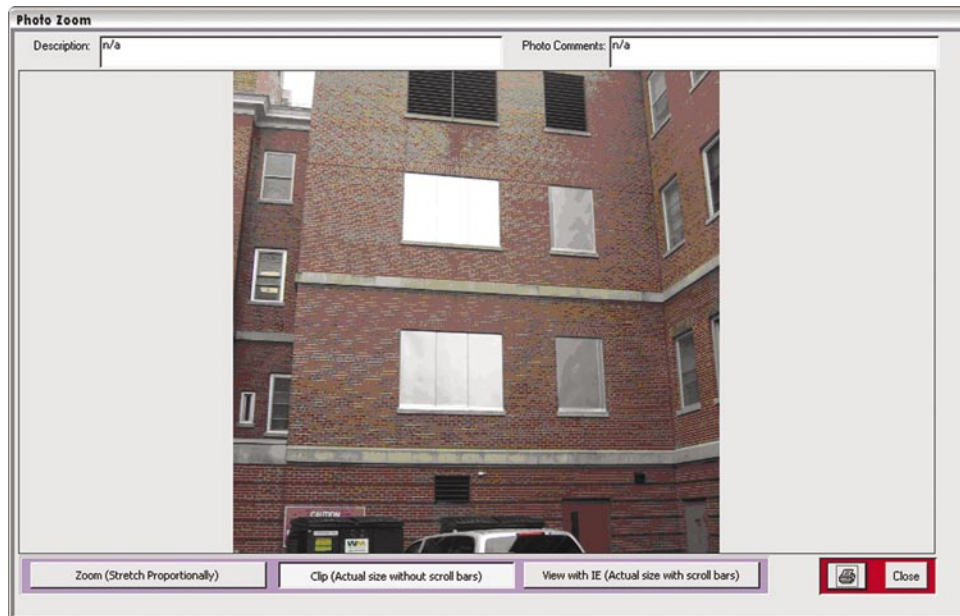 Photo Zoom
Description: n/a
Photo Comments: n/a
CAUTION
WM
Zoom (Stretch Proportionally)
Clip (Actual size without scroll bars)
View with IE (Actual size with scroll bars)
Close